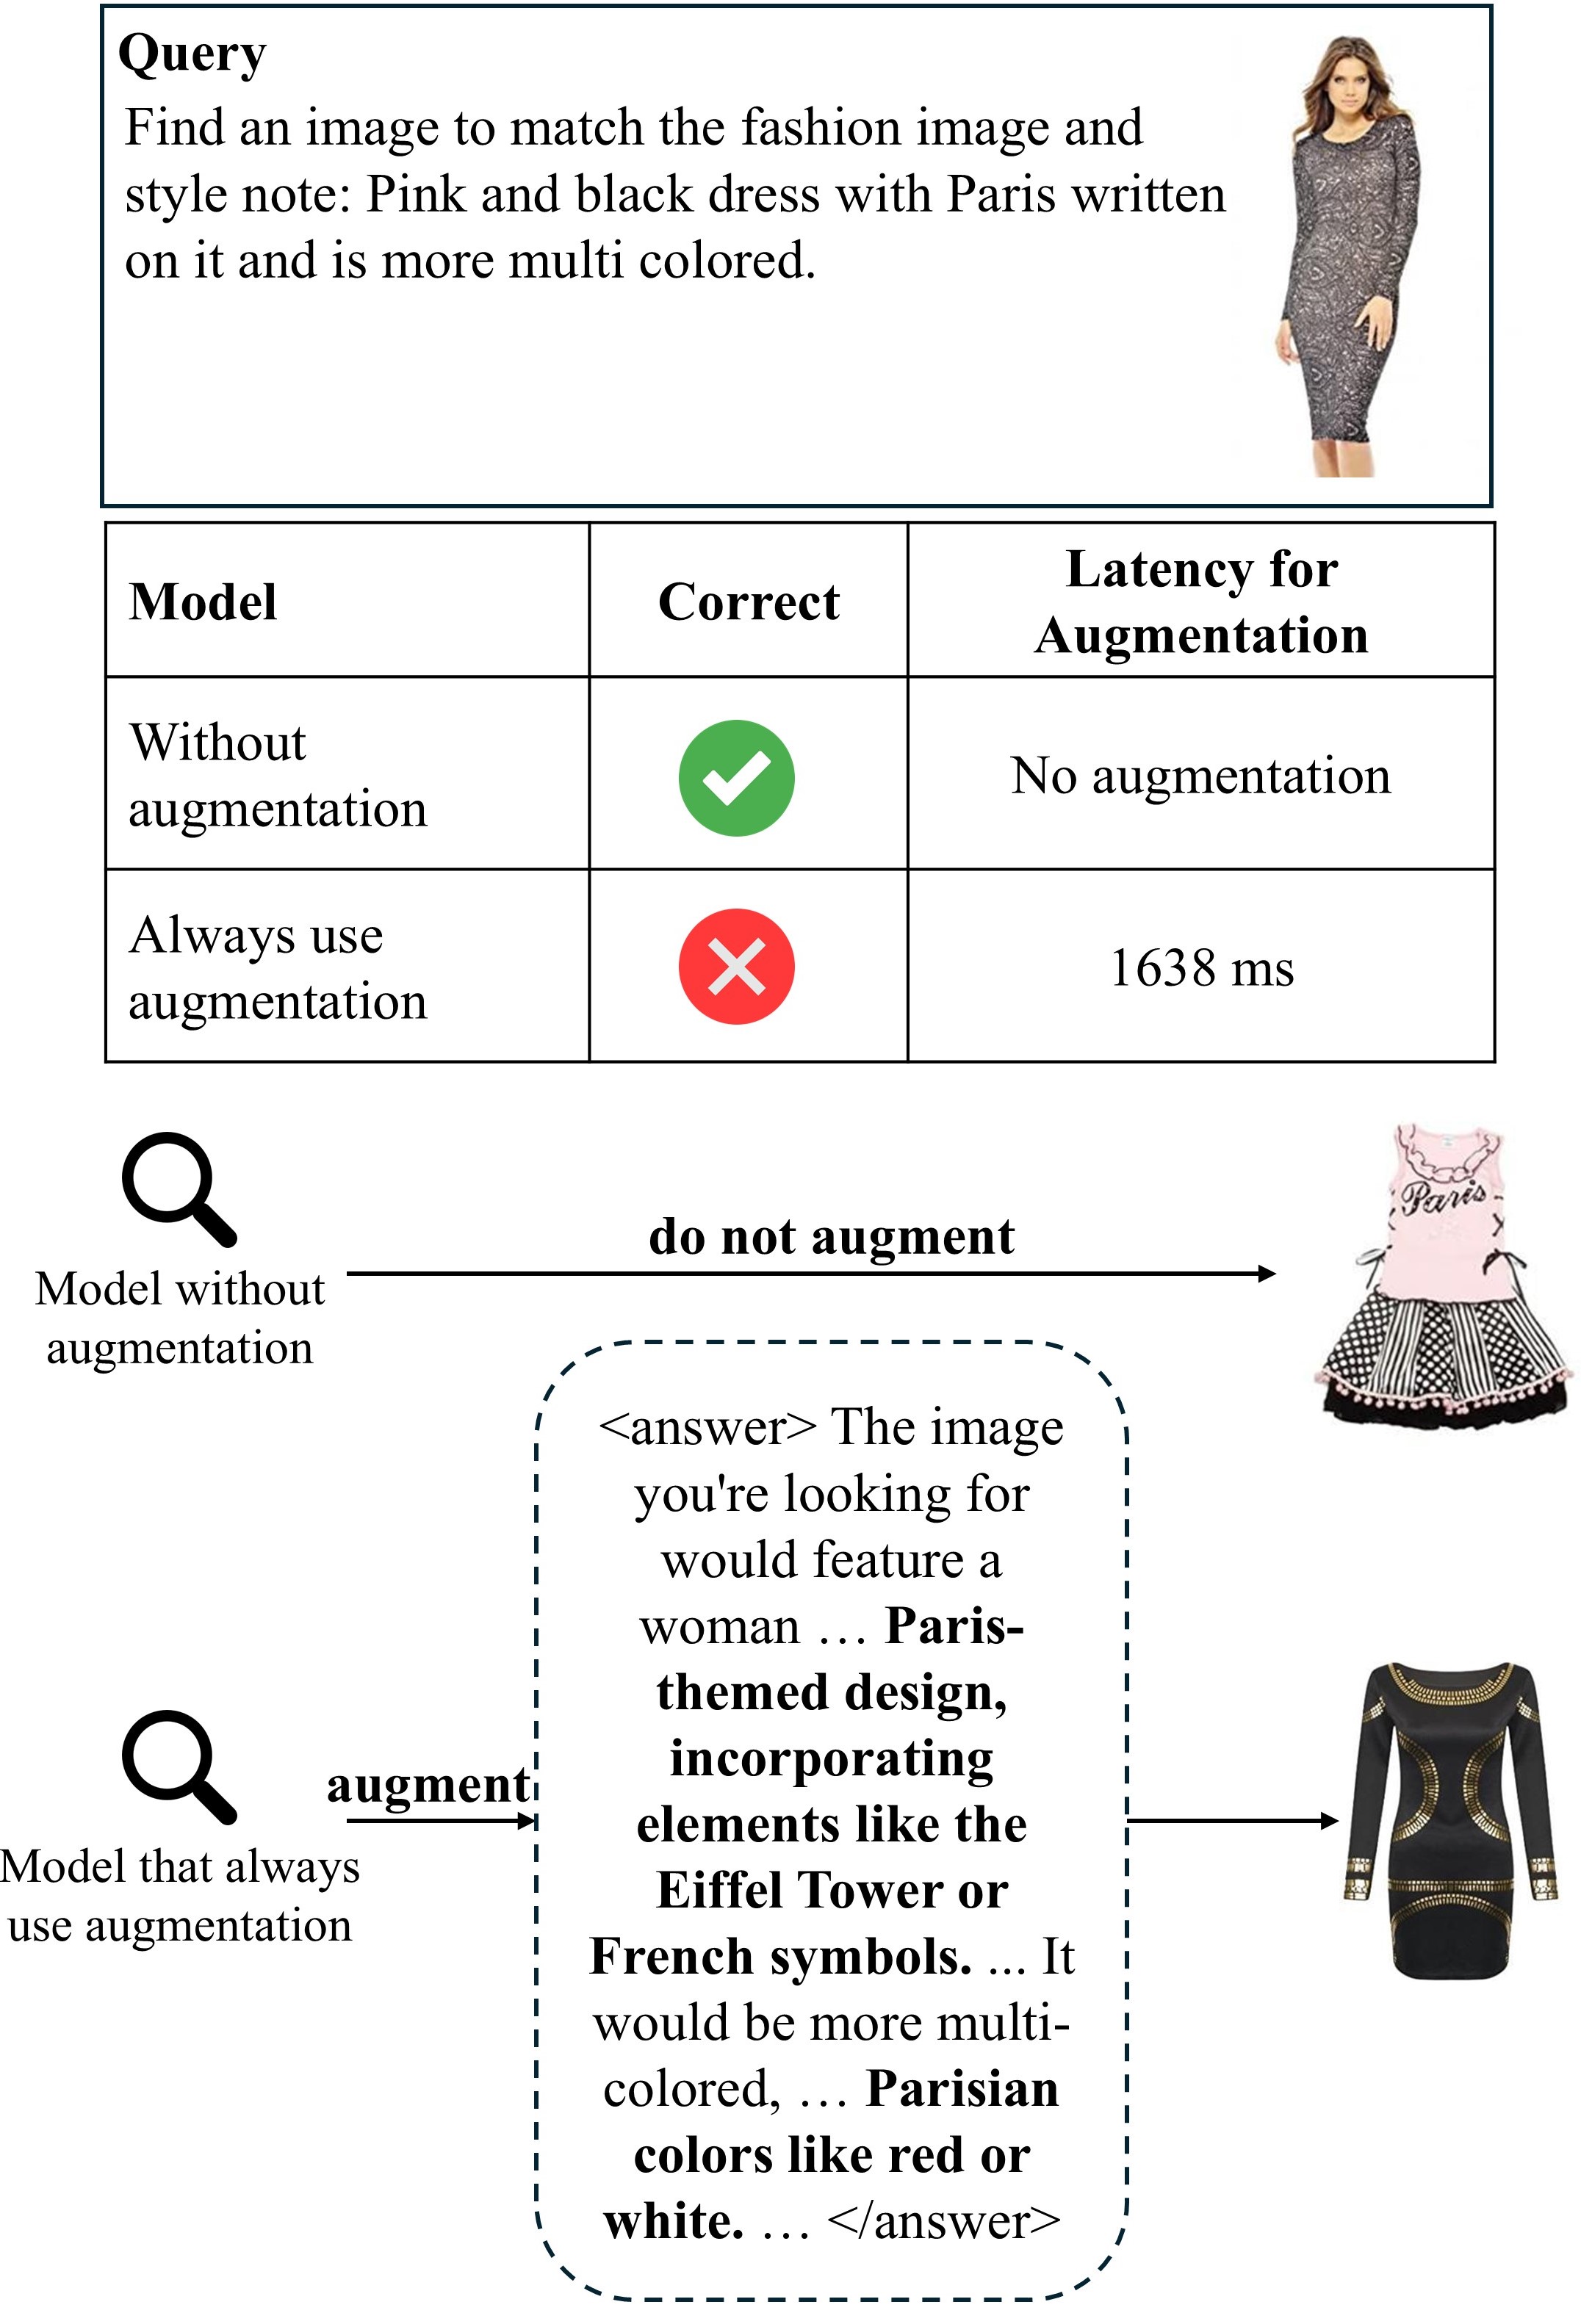 Query
Find an image to match the fashion image and
style note: Pink and black dress with Paris written
on it and is more multi colored.
Model
Correct
Latency for
Augmentation
Without
augmentation
No augmentation
Always use
augmentation
1638 ms
Model without
augmentation
do not augment
Paris
Model that always
use augmentation
augment
<answer> The image
you're looking for
would feature a
woman … Paris-
themed design,
incorporating
elements like the
Eiffel Tower or
French symbols. ... It
would be more multi-
colored, … Parisian
colors like red or
white. … </answer>